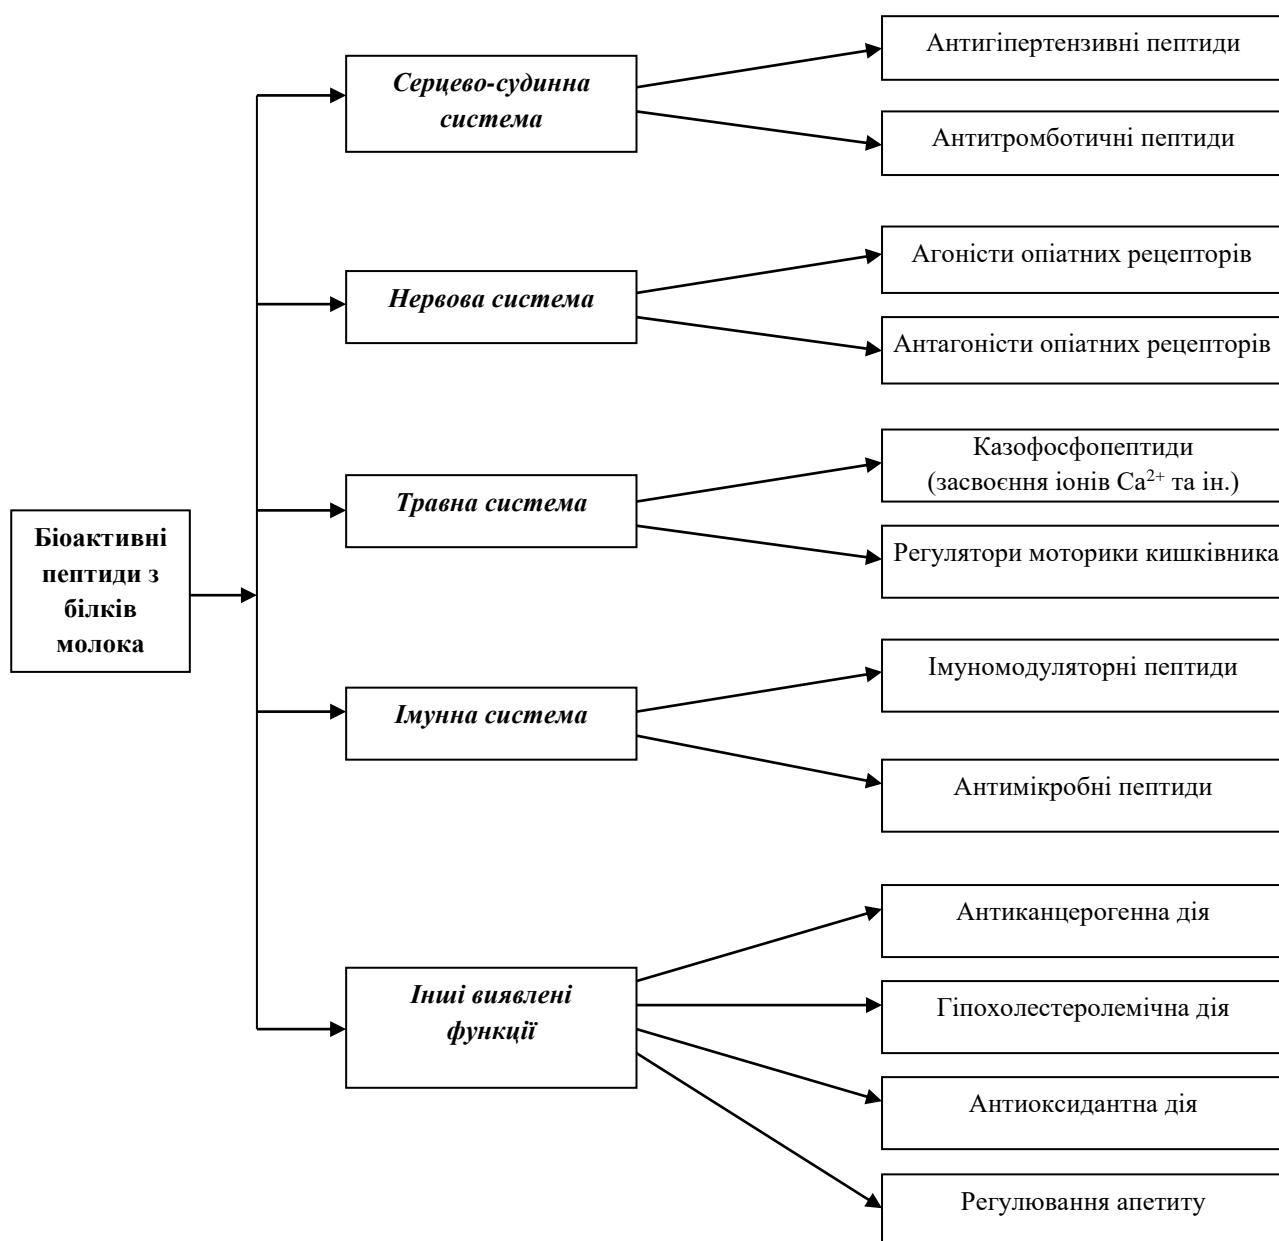 Біоактивні
пептиди з
білків
молока
Серцево-судинна
система
Антигіпертензивні пептиди
Антитромботичні пептиди
Нервова система
Агоністи опіатних рецепторів
Антагоністи опіатних рецепторів
Травна система
Казофосфопептиди
(засвоєння іонів Ca²⁺ та ін.)
Регулятори моторики кишківника
Імунна система
Імуномодуляторні пептиди
Антимікробні пептиди
Інші виявлені
функції
Антиканцерогенна дія
Гіпохолестеролемічна дія
Антиоксидантна дія
Регулювання апетиту